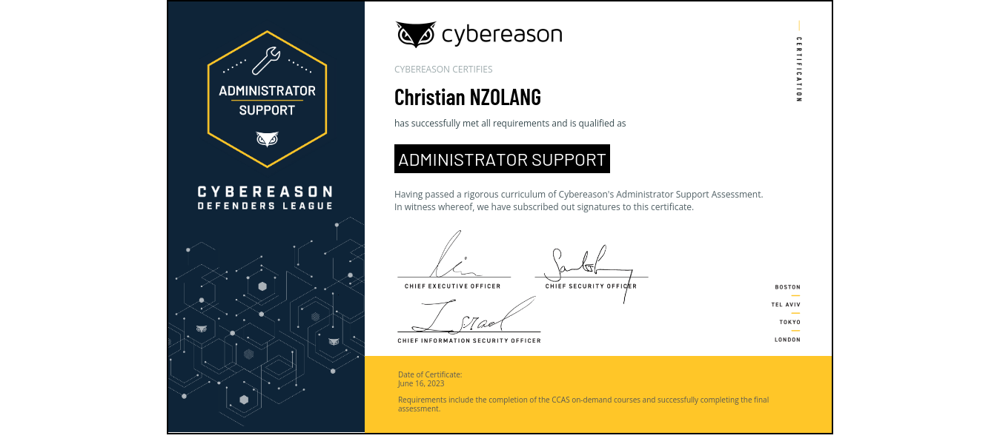 ADMINISTRATOR
SUPPORT
CYBEREASON
DEFENDERS LEAGUE
cybereason
CERTIFICATION
CYBEREASON CERTIFIES
Christian NZOLANG
has successfully met all requirements and is qualified as
ADMINISTRATOR SUPPORT
Having passed a rigorous curriculum of Cybereason's Administrator Support Assessment.
In witness whereof, we have subscribed out signatures to this certificate.
CHIEF EXECUTIVE OFFICER
CHIEF SECURITY OFFICER
Israel
CHIEF INFORMATION SECURITY OFFICER
BOSTON
TEL AVIV
TOKYO
LONDON
Date of Certificate:
June 16, 2023
Requirements include the completion of the CCAS on-demand courses and successfully completing the final
assessment.